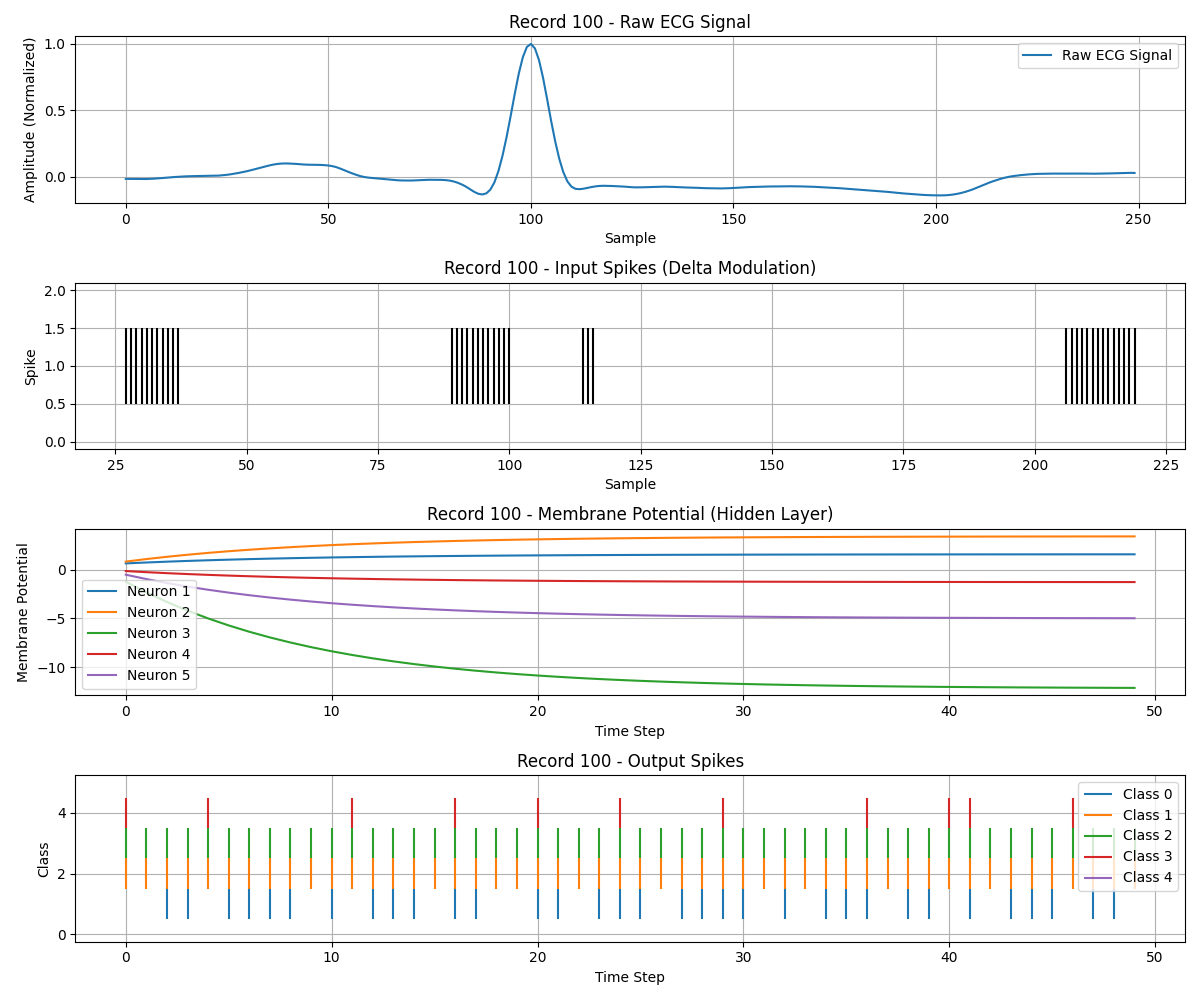 Record 100 - Raw ECG Signal
Amplitude (Normalized)
1.0
0.5
0.0
Raw ECG Signal
0 50 100 150 200 250
Sample
Record 100 - Input Spikes (Delta Modulation)
Spike
2.0
1.5
1.0
0.5
0.0
25 50 75 100 125 150 175 200 225
Sample
Record 100 - Membrane Potential (Hidden Layer)
Membrane Potential
0
−5
−10
Neuron 1
Neuron 2
Neuron 3
Neuron 4
Neuron 5
0 10 20 30 40 50
Time Step
Record 100 - Output Spikes
Class
4
2
0
Class 0
Class 1
Class 2
Class 3
Class 4
0 10 20 30 40 50
Time Step